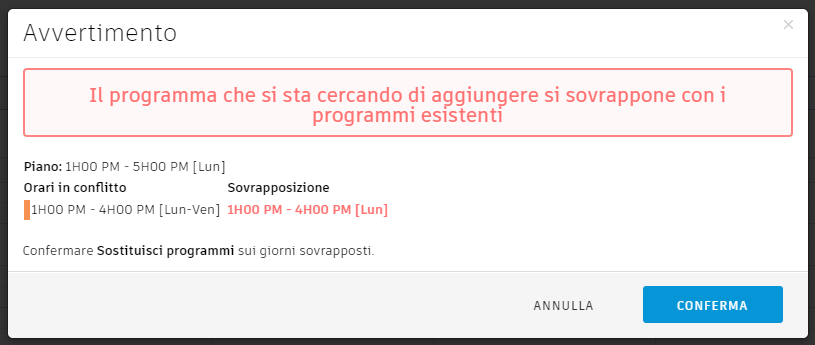 Avvertimento
×
Il programma che si sta cercando di aggiungere si sovrappone con i
programmi esistenti
Piano: 1H00 PM - 5H00 PM [Lun]
Orari in conflitto Sovrapposizione
1H00 PM - 4H00 PM [Lun-Ven] 1H00 PM - 4H00 PM [Lun]
Confermare Sostituisci programmi sui giorni sovrapposti.
ANNULLA CONFERMA